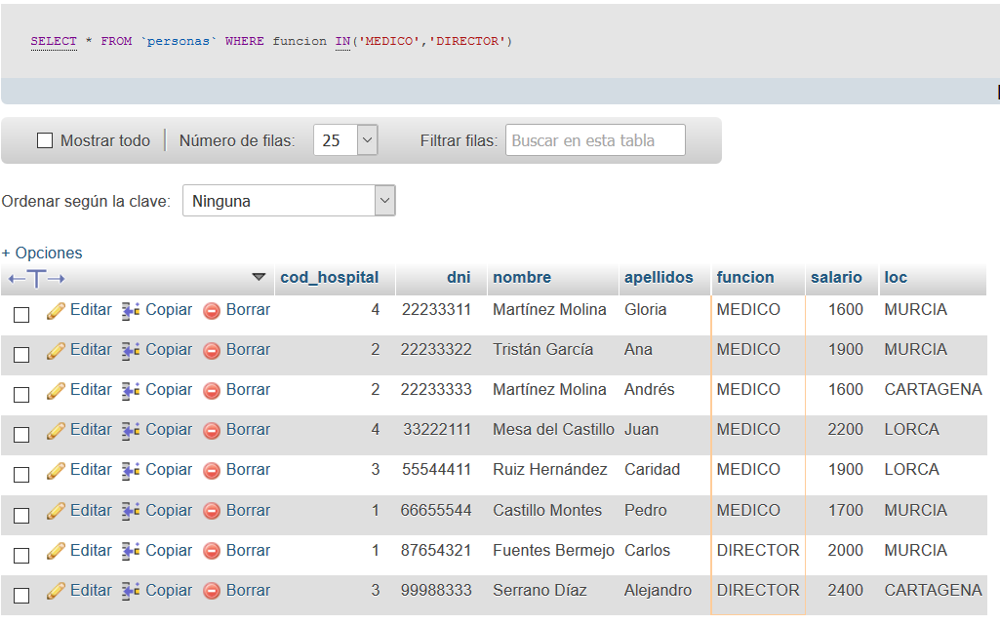 SELECT * FROM `personas` WHERE funcion IN('MEDICO','DIRECTOR')
Mostrar todo Número de filas: 25 Filtrar filas: Buscar en esta tabla
Ordenar según la clave: Ninguna
+ Opciones
←T→ cod_hospital dni nombre apellidos funcion salario loc
Editar Copiar Borrar 4 22233311 Martínez Molina Gloria MEDICO 1600 MURCIA
Editar Copiar Borrar 2 22233322 Tristán García Ana MEDICO 1900 MURCIA
Editar Copiar Borrar 2 22233333 Martínez Molina Andrés MEDICO 1600 CARTAGENA
Editar Copiar Borrar 4 33222111 Mesa del Castillo Juan MEDICO 2200 LORCA
Editar Copiar Borrar 3 55544411 Ruiz Hernández Caridad MEDICO 1900 LORCA
Editar Copiar Borrar 1 66655544 Castillo Montes Pedro MEDICO 1700 MURCIA
Editar Copiar Borrar 1 87654321 Fuentes Bermejo Carlos DIRECTOR 2000 MURCIA
Editar Copiar Borrar 3 99988333 Serrano Díaz Alejandro DIRECTOR 2400 CARTAGENA